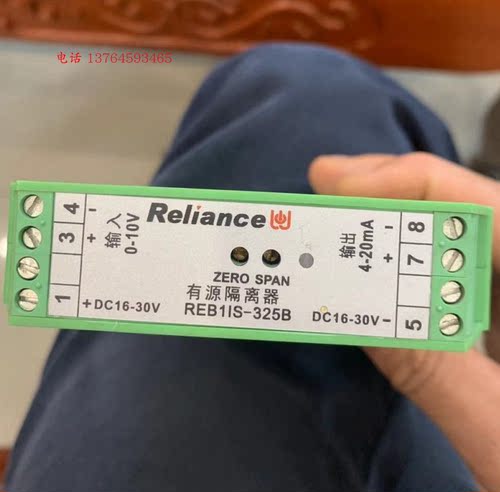 电话 13764593465
Reliance
4 - 输入 0-10V
3 +
- 8 输出 4-20mA
+ 7
ZERO SPAN
有源隔离器
1 +DC16-30V
REB1IS-325B
DC16-30V- 5